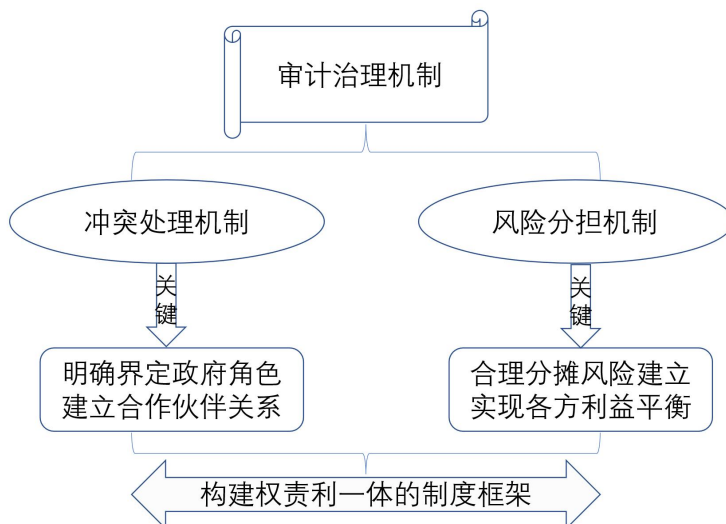 审计治理机制
冲突处理机制
风险分担机制
关
键
关
键
明确界定政府角色
建立合作伙伴关系
合理分摊风险建立
实现各方利益平衡
构建权责利一体的制度框架